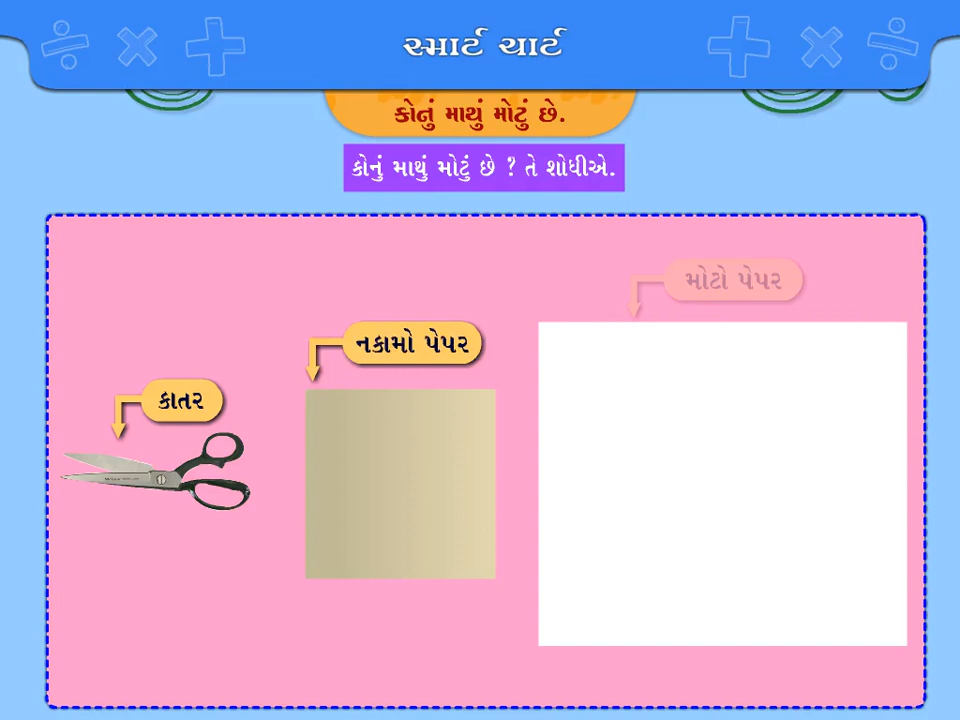 સ્માર્ટ ચાર્ટ
કોનું માથું મોટું છે.
કોનું માથું મોટું છે ? તે શોધીએ.
મોટો પેપર
નકામો પેપર
કાતર